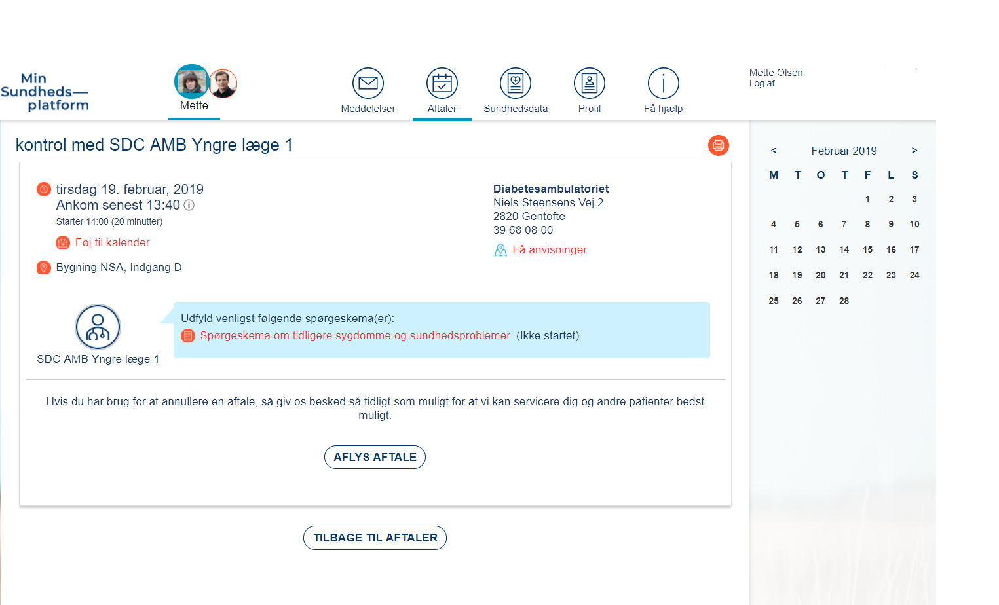 Min
Sundheds—
platform
Mette
Meddelelser
Aftaler
Sundhedsdata
Profil
Få hjælp
Mette Olsen
Log af
kontrol med SDC AMB Yngre læge 1
tirsdag 19. februar, 2019
Ankom senest 13:40
Starter 14:00 (20 minutter)
Føj til kalender
Bygning NSA, Indgang D
Diabetesambulatoriet
Niels Steensens Vej 2
2820 Gentofte
39 68 08 00
Få anvisninger
SDC AMB Yngre læge 1
Udfyld venligst følgende spørgeskema(er):
Spørgeskema om tidligere sygdomme og sundhedsproblemer (Ikke startet)
Hvis du har brug for at annullere en aftale, så giv os besked så tidligt som muligt for at vi kan servicere dig og andre patienter bedst
muligt.
AFLYS AFTALE
TILBAGE TIL AFTALER
< Februar 2019 >
M T O T F L S
1 2 3
4 5 6 7 8 9 10
11 12 13 14 15 16 17
18 19 20 21 22 23 24
25 26 27 28